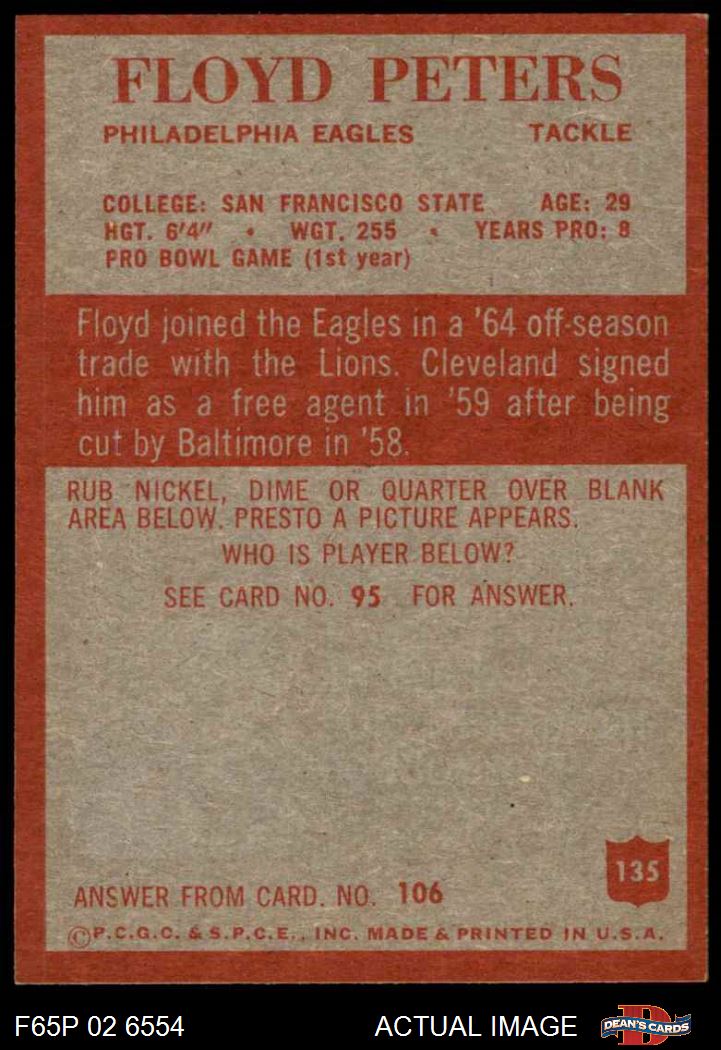 FLOYD PETERS
PHILADELPHIA EAGLES TACKLE
COLLEGE: SAN FRANCISCO STATE AGE: 29
HGT. 6'4" • WGT. 255 • YEARS PRO: 8
PRO BOWL GAME (1st year)
Floyd joined the Eagles in a '64 off-season
trade with the Lions. Cleveland signed
him as a free agent in '59 after being
cut by Baltimore in '58.
RUB NICKEL, DIME OR QUARTER OVER BLANK
AREA BELOW. PRESTO A PICTURE APPEARS.
WHO IS PLAYER BELOW?
SEE CARD NO. 95 FOR ANSWER.
135
ANSWER FROM CARD. NO. 106
©P.C.G.C. & S.P.C.E., INC. MADE & PRINTED IN U.S.A.
F65P 02 6554 ACTUAL IMAGE DEAN'S CARDS